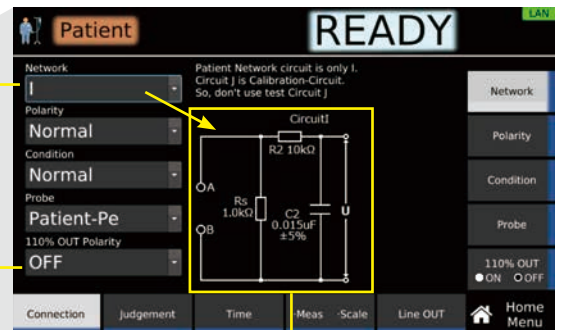 LAN
Patient
READY
Network
I
Polarity
Normal
Condition
Normal
Probe
Patient-Pe
110% OUT Polarity
OFF
Patient Network circuit is only I.
Circuit J is Calibration-Circuit.
So, don't use test Circuit J
CircuitI
R2 10kΩ
A
B
Rs
1.0kΩ
C2
0.015uF
±5%
U
Network
Polarity
Condition
Probe
110% OUT
ON OFF
Connection
Judgement
Time
Meas
Scale
Line OUT
Home
Menu